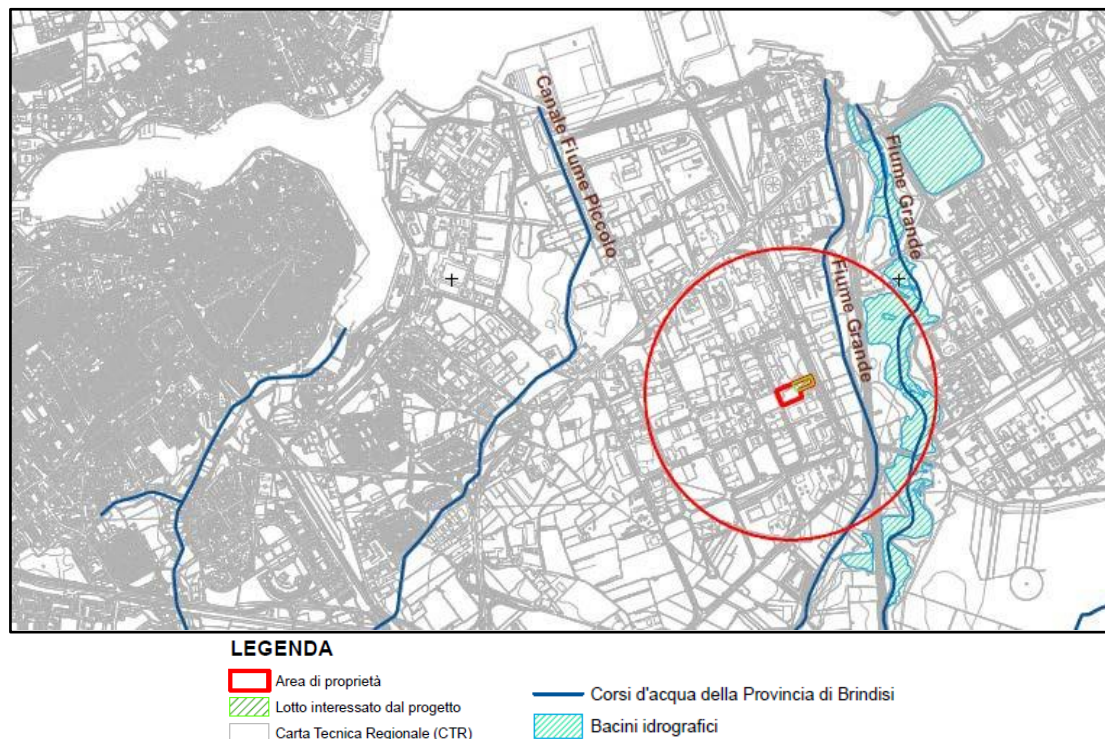 Canale Fiume Piccolo
Fiume Grande
Fiume Grande
LEGENDA
Area di proprietà
Lotto interessato dal progetto
Carta Tecnica Regionale (CTR)
Corsi d'acqua della Provincia di Brindisi
Bacini idrografici